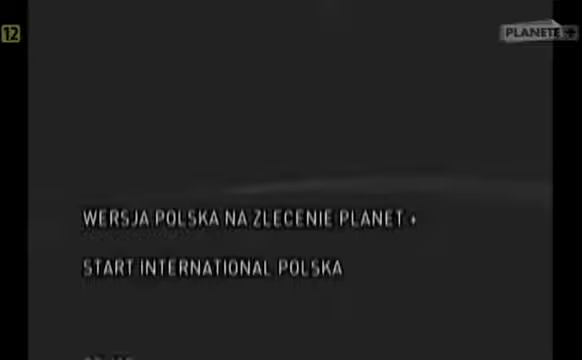 12
PLANETE +
WERSJA POLSKA NA ZLECENIE PLANET +
START INTERNATIONAL POLSKA